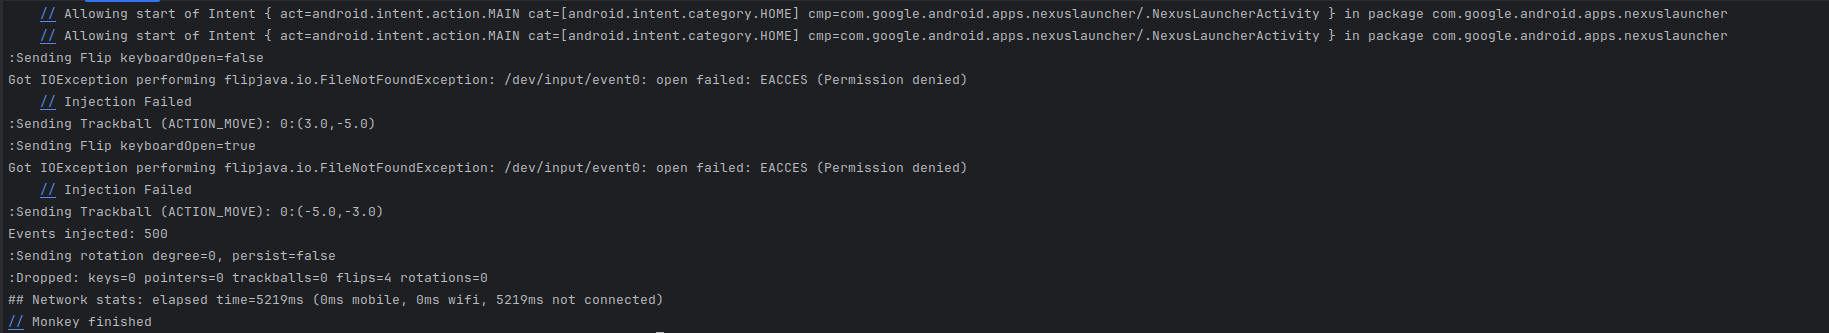 // Allowing start of Intent { act=android.intent.action.MAIN cat=[android.intent.category.HOME] cmp=com.google.android.apps.nexuslauncher/.NexusLauncherActivity } in package com.google.android.apps.nexuslauncher
// Allowing start of Intent { act=android.intent.action.MAIN cat=[android.intent.category.HOME] cmp=com.google.android.apps.nexuslauncher/.NexusLauncherActivity } in package com.google.android.apps.nexuslauncher
:Sending Flip keyboardOpen=false
Got IOException performing flipjava.io.FileNotFoundException: /dev/input/event0: open failed: EACCES (Permission denied)
// Injection Failed
:Sending Trackball (ACTION_MOVE): 0:(3.0,-5.0)
:Sending Flip keyboardOpen=true
Got IOException performing flipjava.io.FileNotFoundException: /dev/input/event0: open failed: EACCES (Permission denied)
// Injection Failed
:Sending Trackball (ACTION_MOVE): 0:(-5.0,-3.0)
Events injected: 500
:Sending rotation degree=0, persist=false
:Dropped: keys=0 pointers=0 trackballs=0 flips=4 rotations=0
## Network stats: elapsed time=5219ms (0ms mobile, 0ms wifi, 5219ms not connected)
// Monkey finished